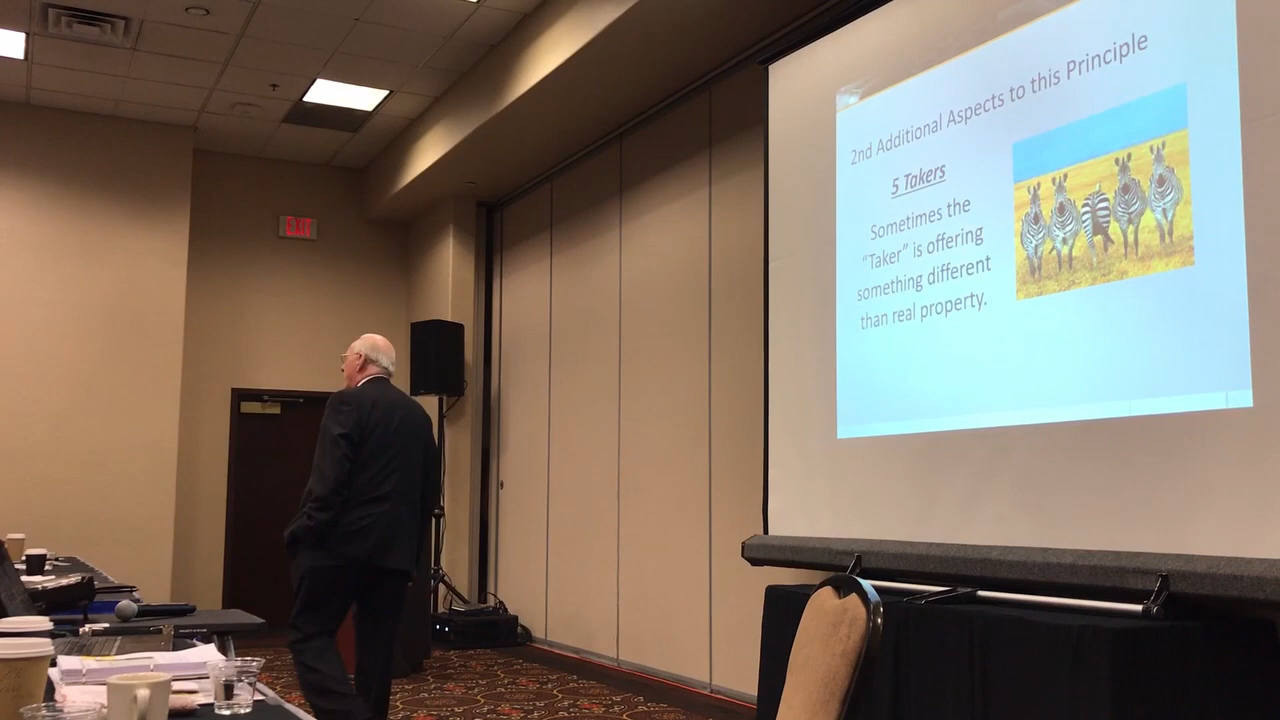 EXIT
2nd Additional Aspects to this Principle
5 Takers
Sometimes the
“Taker” is offering
something different
than real property.